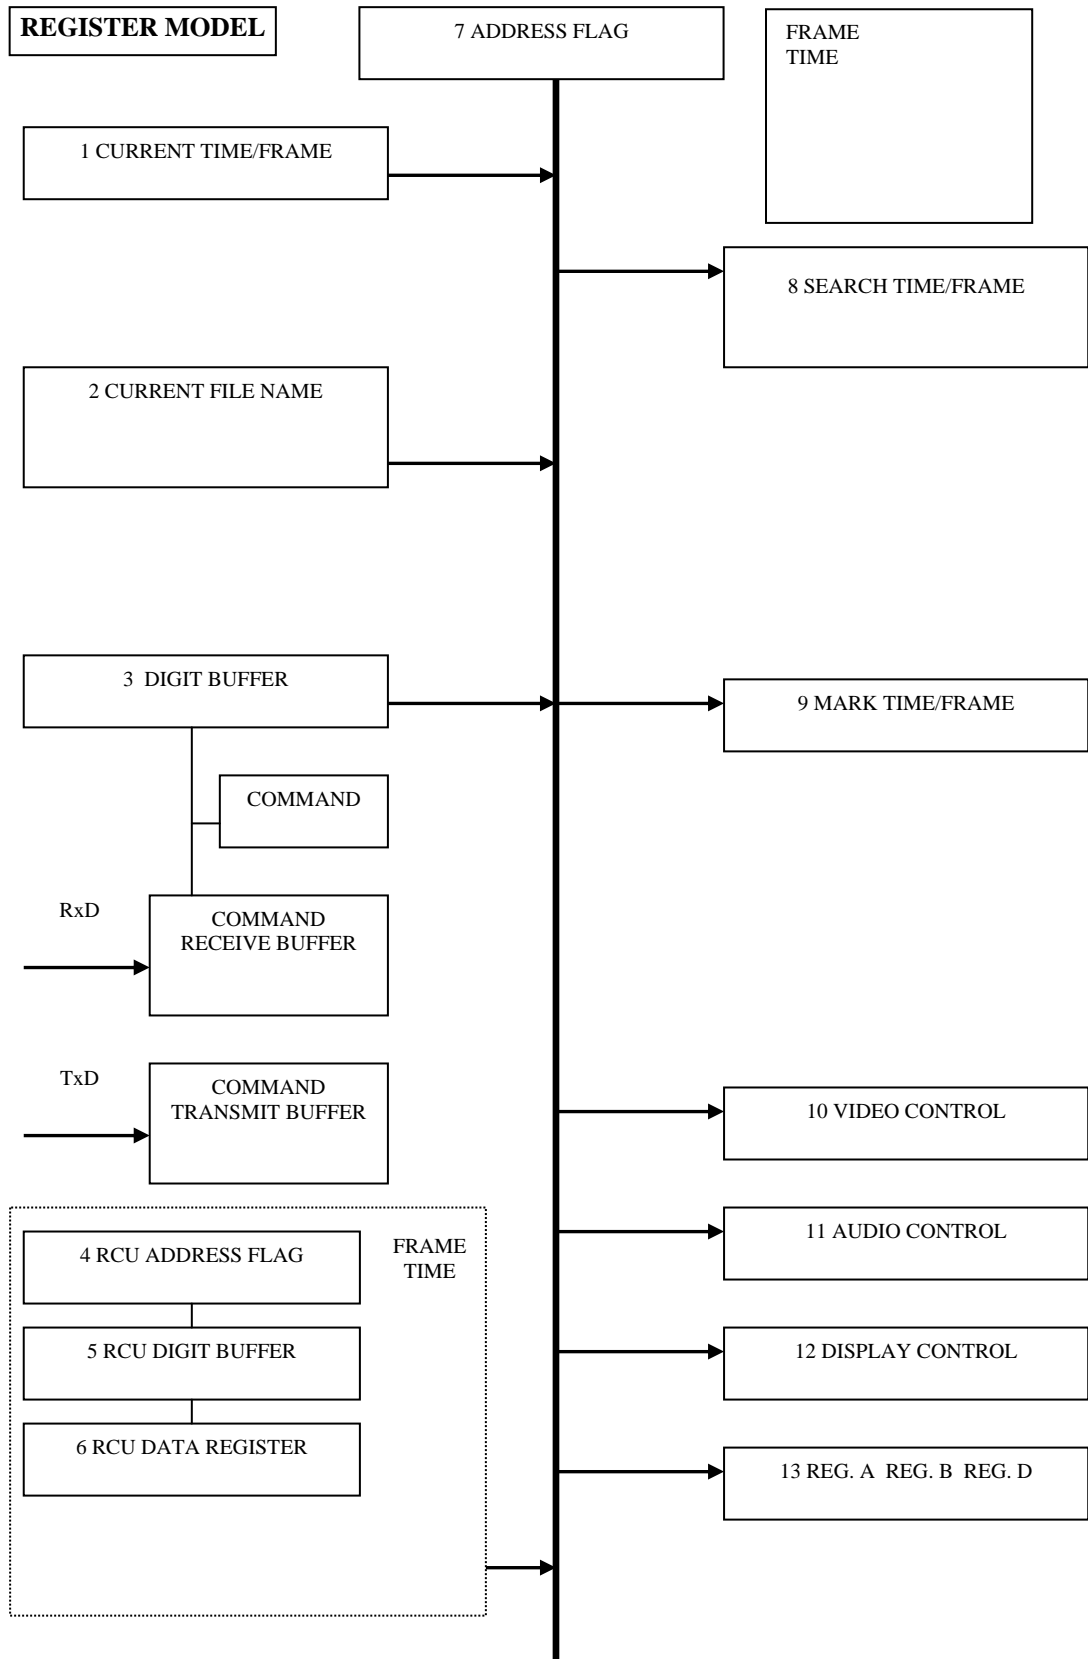 REGISTER MODEL
7 ADDRESS FLAG
FRAME
TIME
1 CURRENT TIME/FRAME
8 SEARCH TIME/FRAME
2 CURRENT FILE NAME
3  DIGIT BUFFER
9 MARK TIME/FRAME
COMMAND
RxD
COMMAND
RECEIVE BUFFER
TxD
COMMAND
TRANSMIT BUFFER
10 VIDEO CONTROL
4 RCU ADDRESS FLAG
FRAME
TIME
11 AUDIO CONTROL
5 RCU DIGIT BUFFER
12 DISPLAY CONTROL
6 RCU DATA REGISTER
13 REG. A  REG. B  REG. D